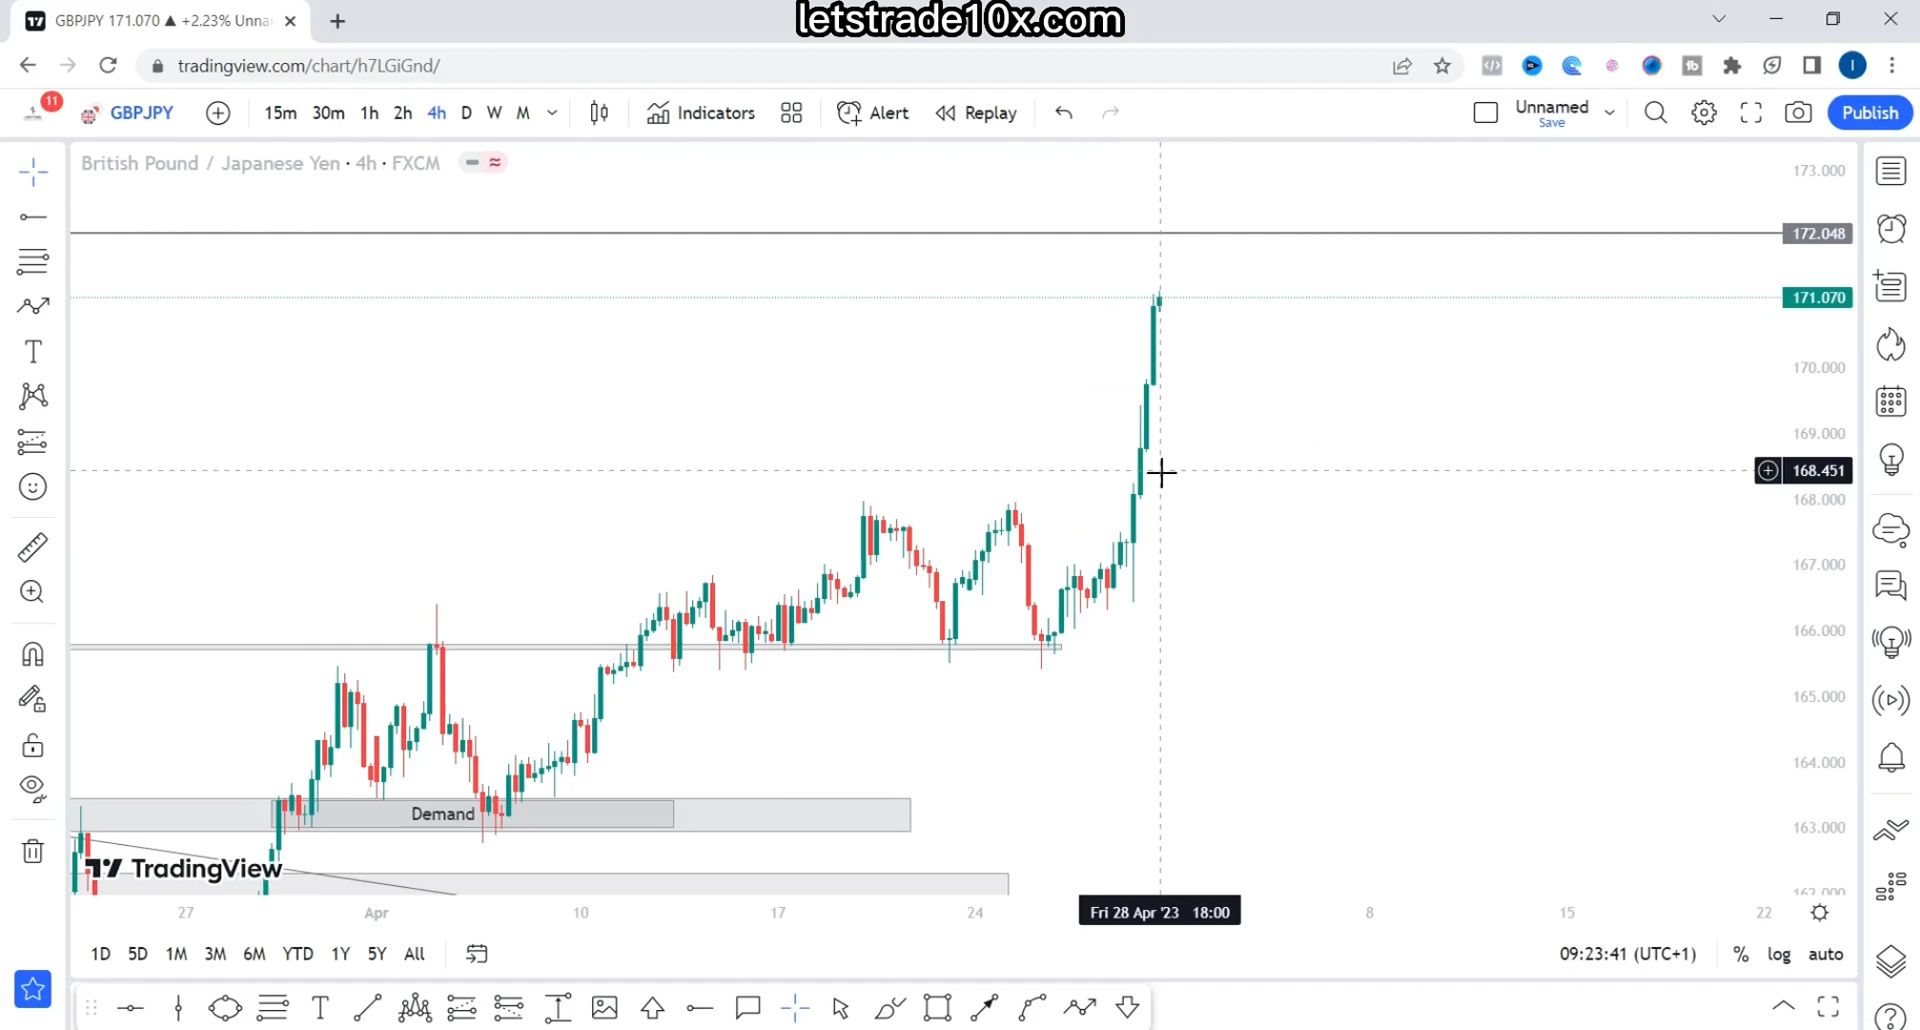 letstrade10x.com
GBPJPY 171.070 ▲ +2.23% Unna
tradingview.com/chart/h7LGiGnd/
11
GBPJPY 15m 30m 1h 2h 4h D W M Indicators Alert Replay Unnamed Publish
Save
British Pound / Japanese Yen · 4h · FXCM
173.000
172.048
171.070
170.000
169.000
168.451
168.000
167.000
166.000
165.000
164.000
163.000
162.000
Demand
TradingView
27 Apr 10 17 24 Fri 28 Apr '23 18:00 8 15 22
1D 5D 1M 3M 6M YTD 1Y 5Y All 09:23:41 (UTC+1) % log auto